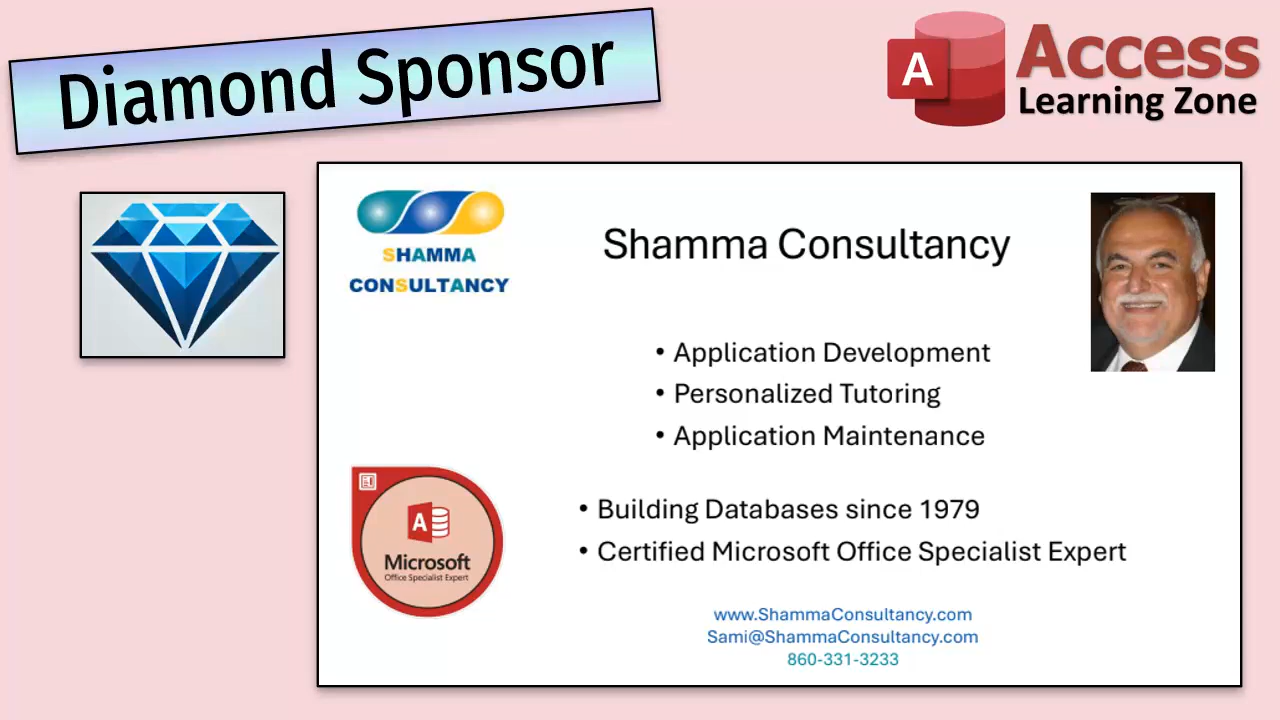 Diamond Sponsor
A
Access
Learning Zone
SHAMMA
CONSULTANCY
Shamma Consultancy
• Application Development
• Personalized Tutoring
• Application Maintenance
A
Microsoft
Office Specialist Expert
• Building Databases since 1979
• Certified Microsoft Office Specialist Expert
www.ShammaConsultancy.com
Sami@ShammaConsultancy.com
860-331-3233